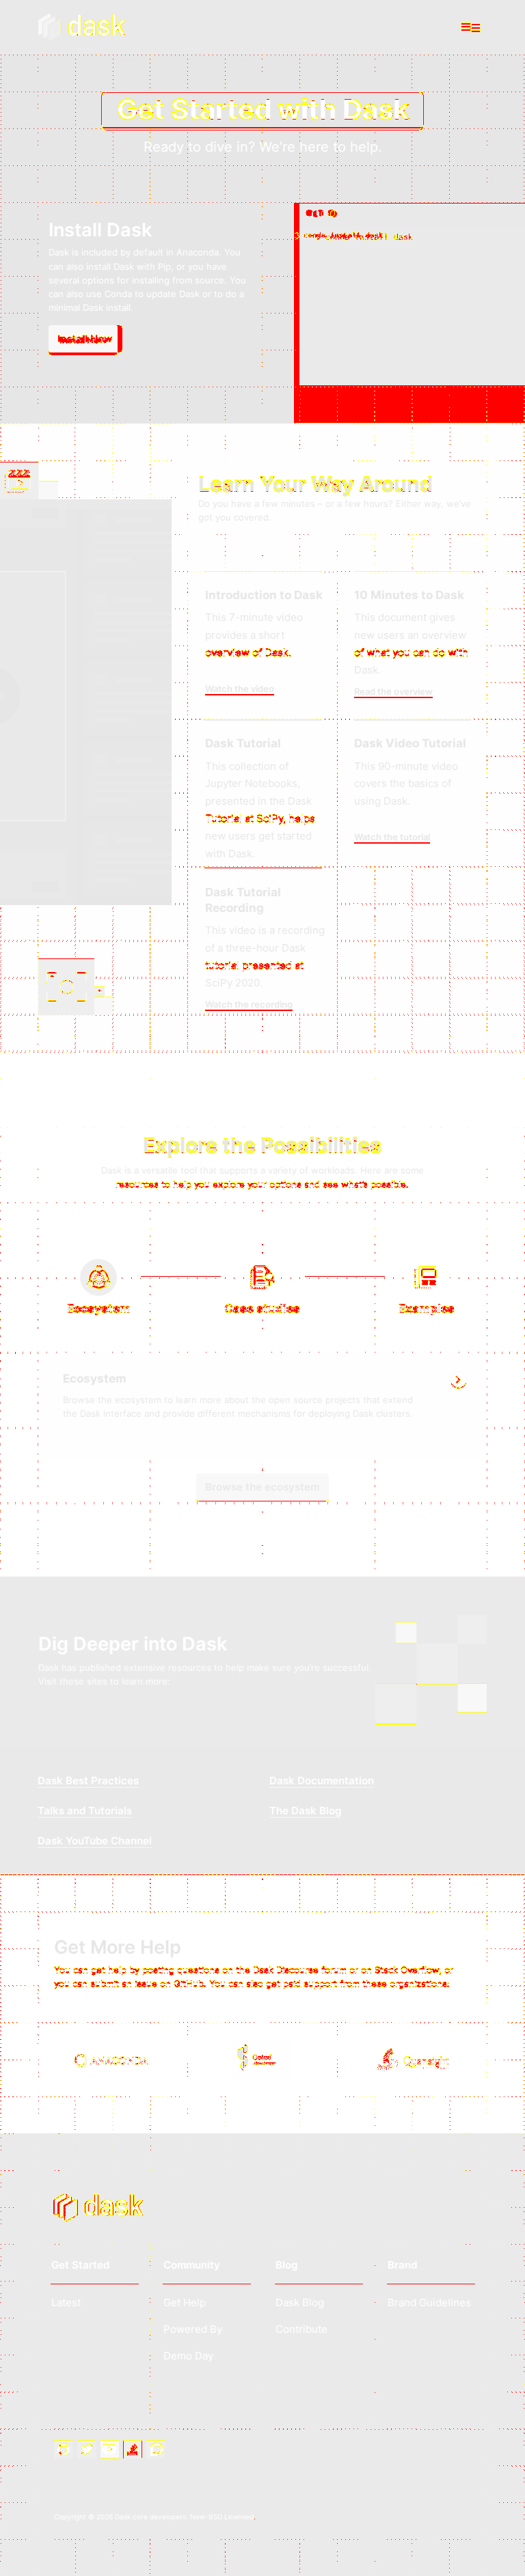 dask
Get Started with Dask
Ready to dive in? We're here to help.
Install Dask
Dask is included by default in Anaconda. You
can also install Dask with Pip, or you have
several options for installing from source. You
can also use Conda to update Dask or to do a
minimal Dask install.
Install Now
conda install dask
Learn Your Way Around
Do you have a few minutes – or a few hours? Either way, we've
got you covered.
Introduction to Dask
This 7-minute video
provides a short
overview of Dask.
Watch the video
10 Minutes to Dask
This document gives
new users an overview
of what you can do with
Dask.
Read the overview
Dask Tutorial
This collection of
Jupyter Notebooks,
presented in the Dask
Tutorial at SciPy, helps
new users get started
with Dask.
Dask Video Tutorial
This 90-minute video
covers the basics of
using Dask.
Watch the tutorial
Dask Tutorial
Recording
This video is a recording
of a three-hour Dask
tutorial presented at
SciPy 2020.
Watch the recording
Explore the Possibilities
Dask is a versatile tool that supports a variety of workloads. Here are some
resources to help you explore your options and see what's possible.
Ecosystem
Case studies
Examples
Ecosystem
Browse the ecosystem to learn more about the open source projects that extend
the Dask interface and provide different mechanisms for deploying Dask clusters.
Browse the ecosystem
Dig Deeper into Dask
Dask has published extensive resources to help make sure you're successful.
Visit these sites to learn more:
Dask Best Practices
Dask Documentation
Talks and Tutorials
The Dask Blog
Dask YouTube Channel
Get More Help
You can get help by posting questions on the Dask Discourse forum or on Stack Overflow, or
you can submit an issue on GitHub. You can also get paid support from these organizations:
ANACONDA
Quansight
dask
Get Started
Community
Blog
Brand
Latest
Get Help
Dask Blog
Brand Guidelines
Powered By
Contribute
Demo Day